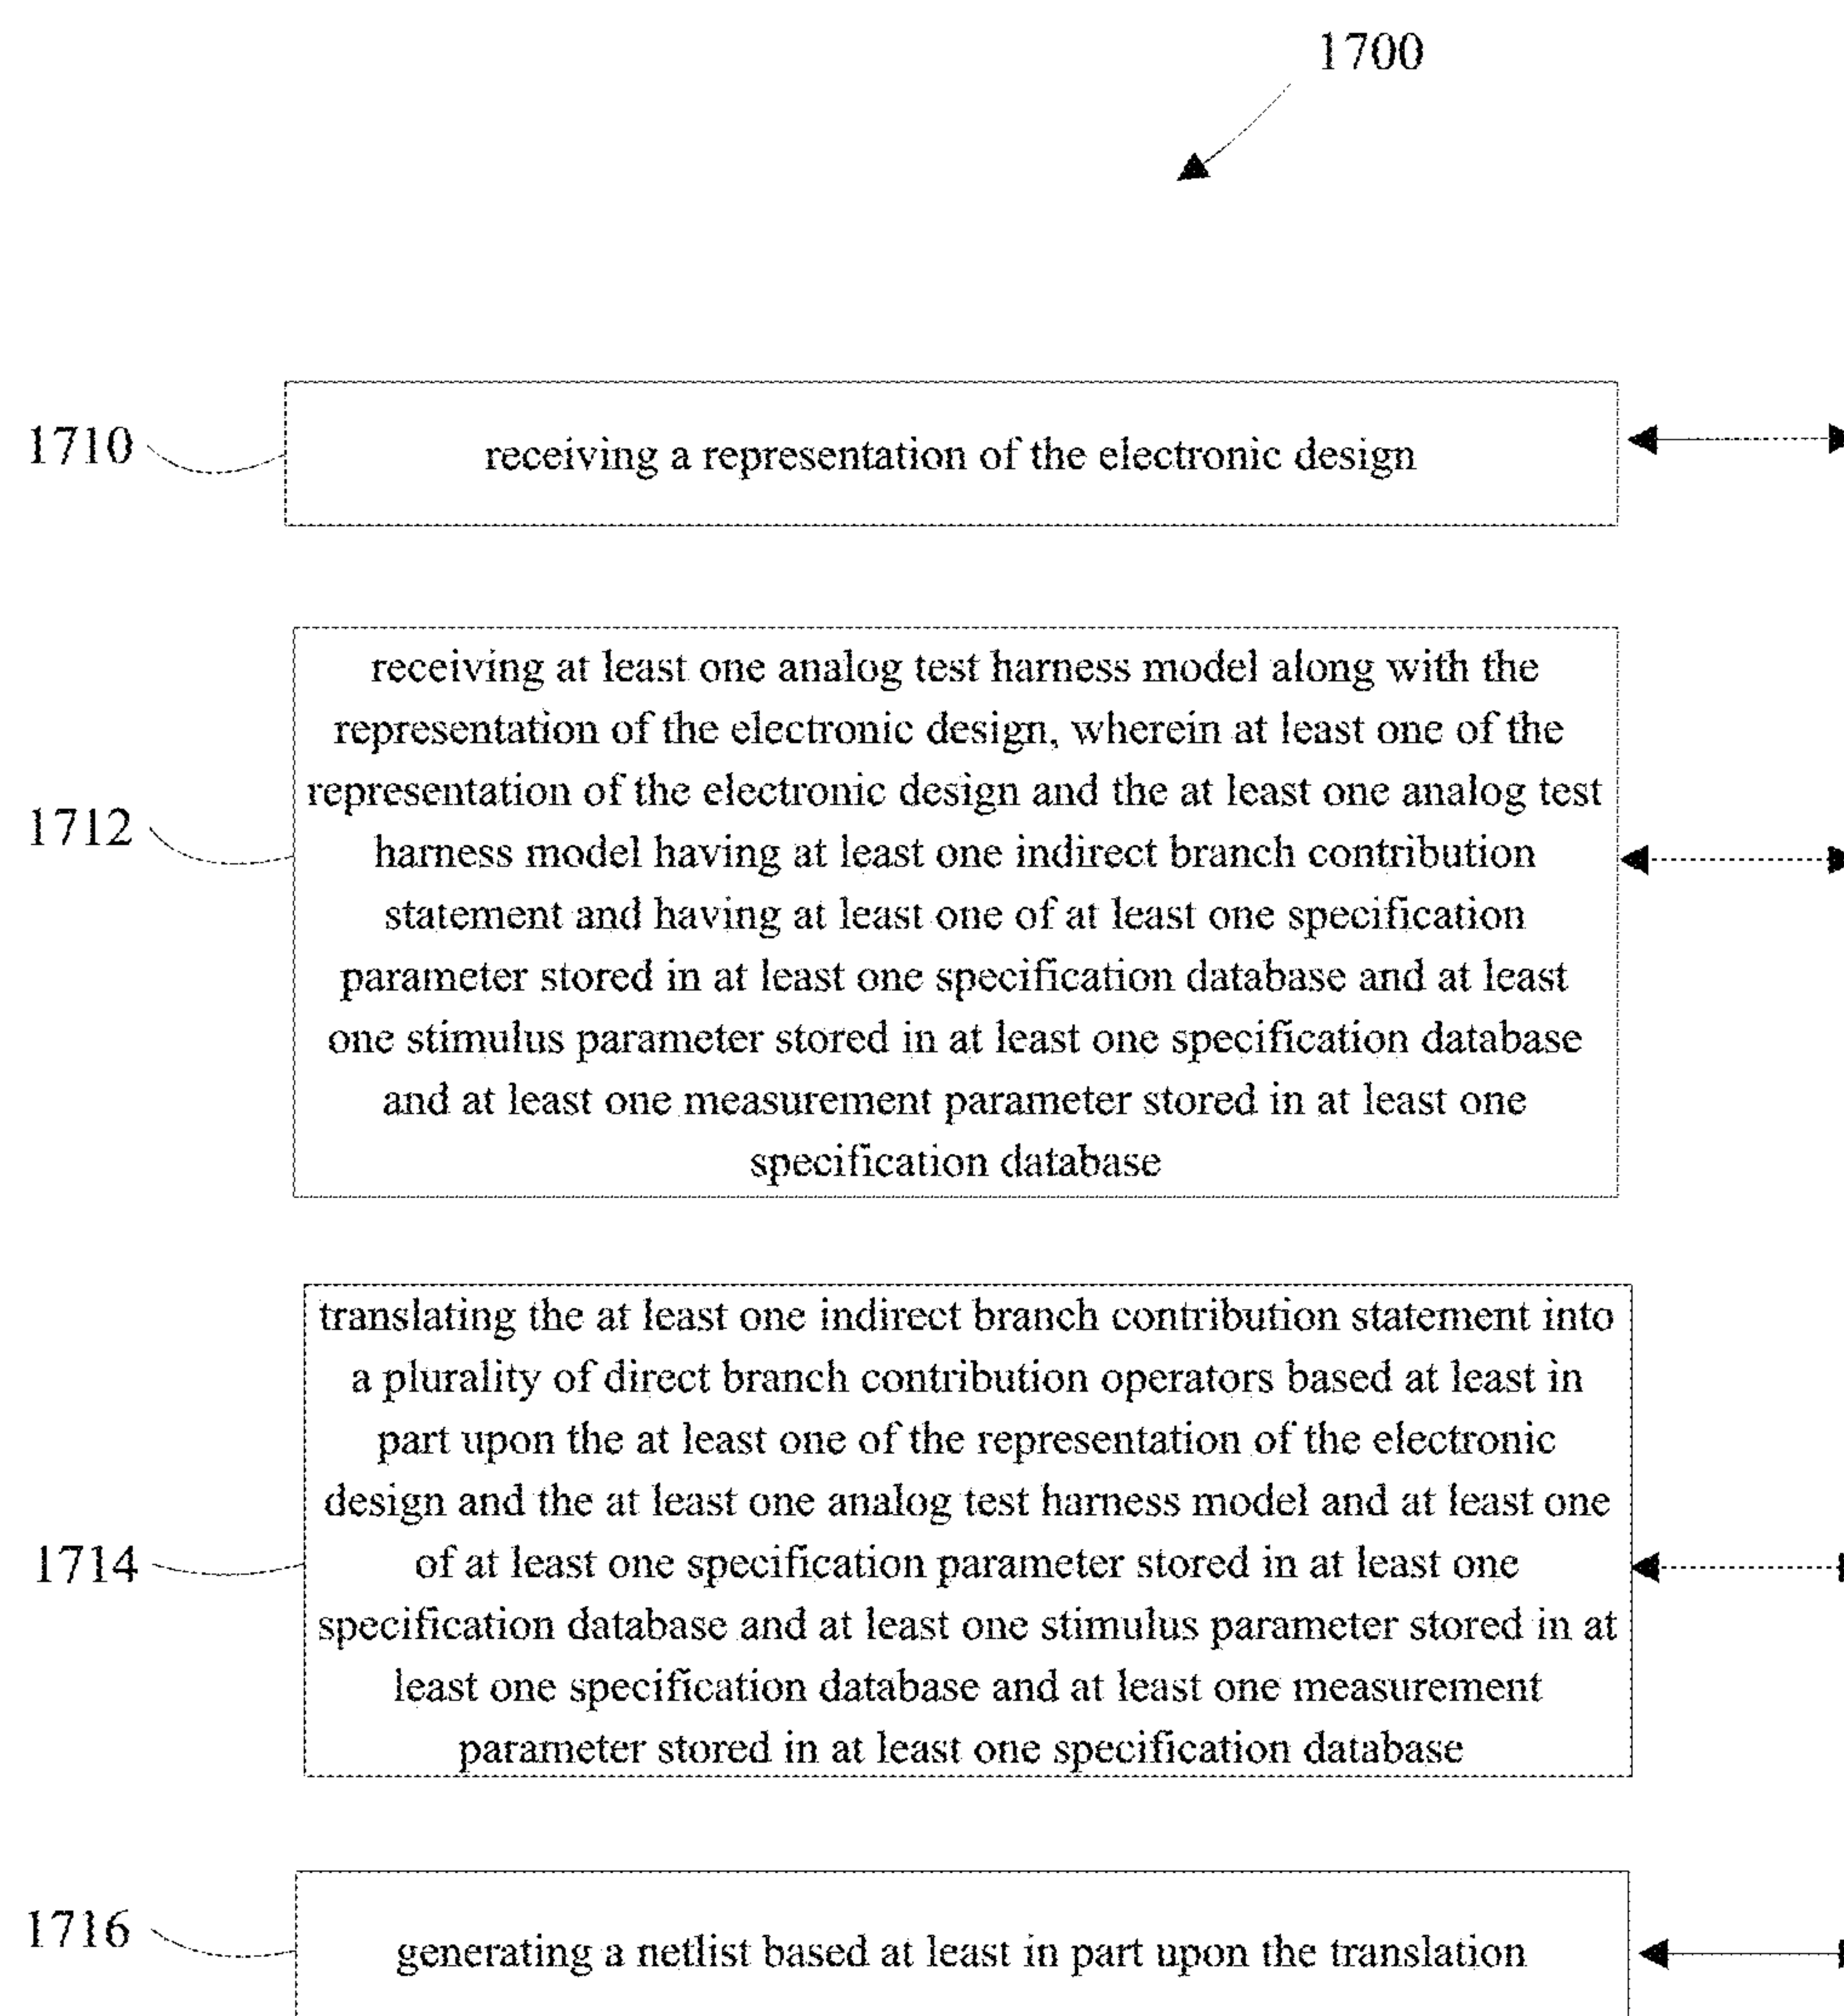 1700
1710
receiving a representation of the electronic design
receiving at least one analog test harness model along with the
representation of the electronic design, wherein at least one of the
representation of the electronic design and the at least one analog test
1712
harness model having at least one indirect branch contribution
statement and having at least one of at least one specification
parameter stored in at least one specification database and at least
one stimulus parameter stored in at least one specification database
and at least one measurement parameter stored in at least one
specification database
translating the at least one indirect branch contribution statement into
a plurality of direct branch contribution operators based at least in
part upon the at least one of the representation of the electronic
design and the at least one analog test harness model and at least one
1714
of at least one specification parameter stored in at least one
specification database and at least one stimulus parameter stored in at
least one specification database and at least one measurement
parameter stored in at least one specification database
1716
generating a netlist based at least in part upon the translation